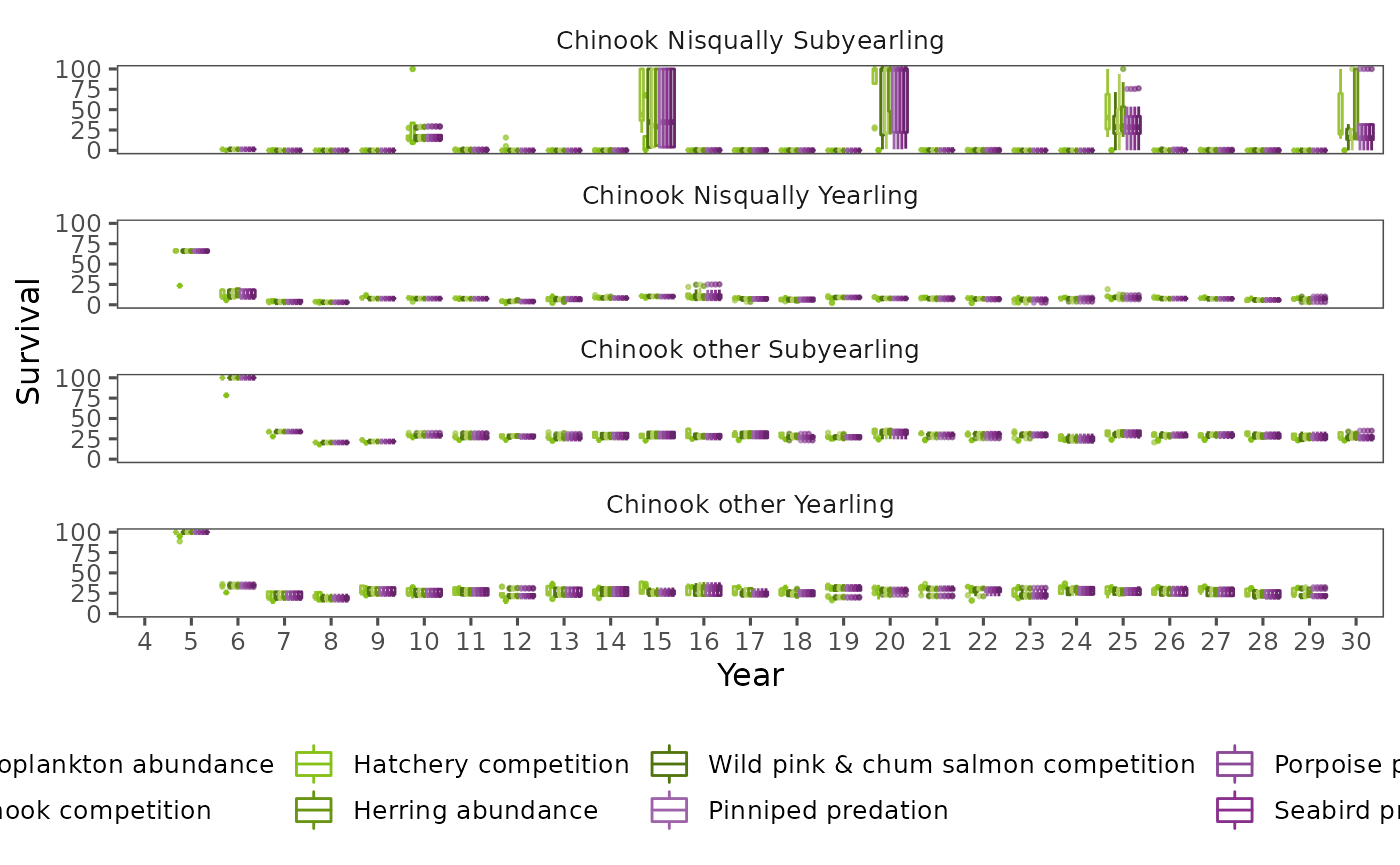 Chinook Nisqually Subyearling
100
75
50
25
0
Chinook Nisqually Yearling
100
75
50
25
0
Survival
Chinook other Subyearling
100
75
50
25
0
Chinook other Yearling
100
75
50
25
0
4 5 6 7 8 9 10 11 12 13 14 15 16 17 18 19 20 21 22 23 24 25 26 27 28 29 30
Year
oplankton abundance Hatchery competition Wild pink & chum salmon competition Porpoise p
nook competition Herring abundance Pinniped predation Seabird pr